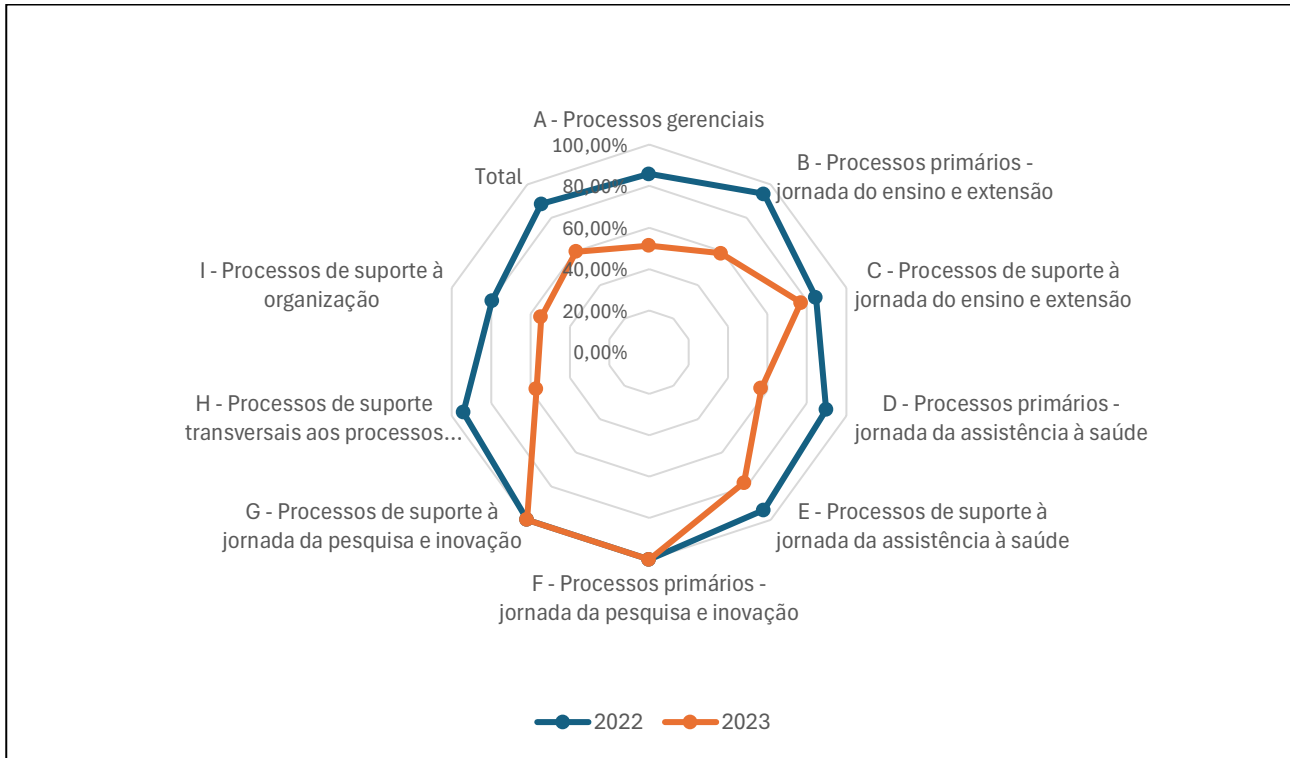 A - Processos gerenciais
100,00%
80,00%
60,00%
40,00%
20,00%
0,00%
B - Processos primários -
jornada do ensino e extensão
C - Processos de suporte à
jornada do ensino e extensão
D - Processos primários -
jornada da assistência à saúde
E - Processos de suporte à
jornada da assistência à saúde
F - Processos primários -
jornada da pesquisa e inovação
G - Processos de suporte à
jornada da pesquisa e inovação
H - Processos de suporte
transversais aos processos...
I - Processos de suporte à
organização
Total
2022
2023